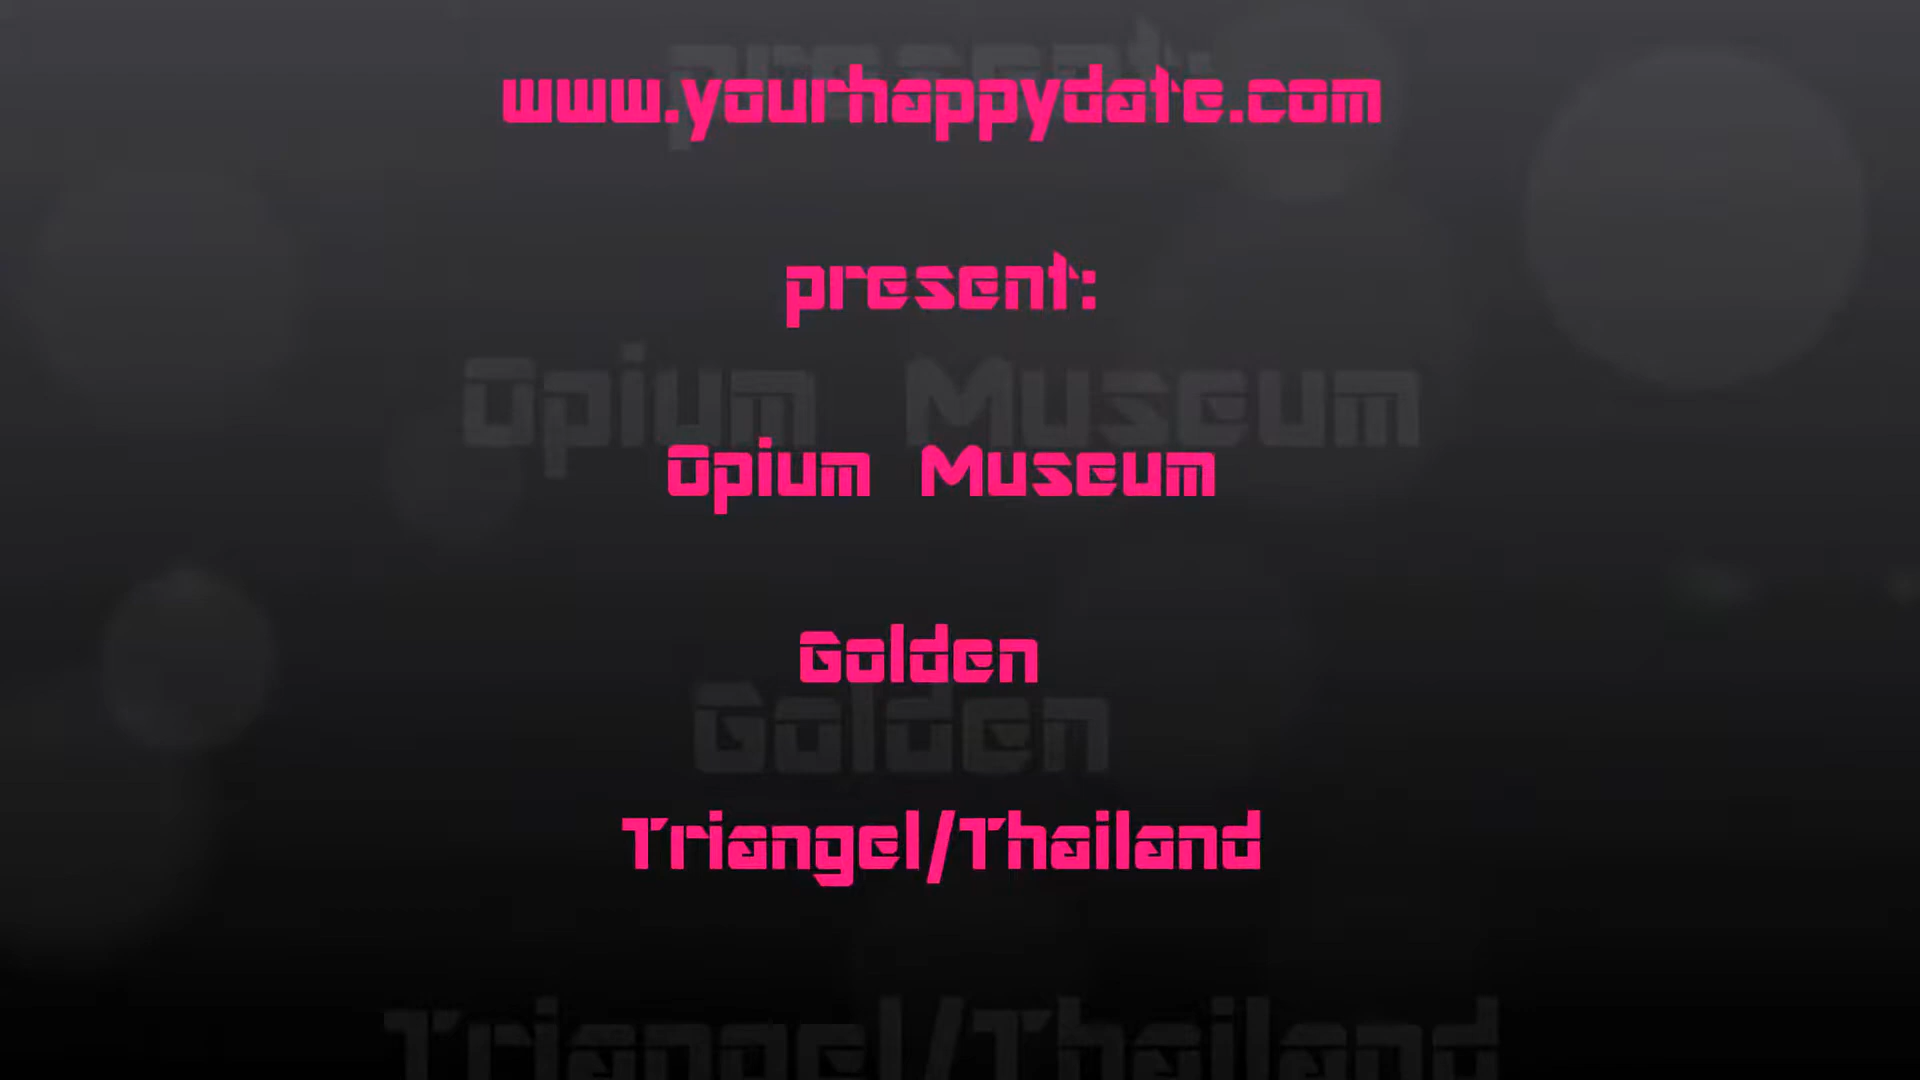 www.yourhappydate.com
present:
Opium Museum
Golden
Triangel/Thailand